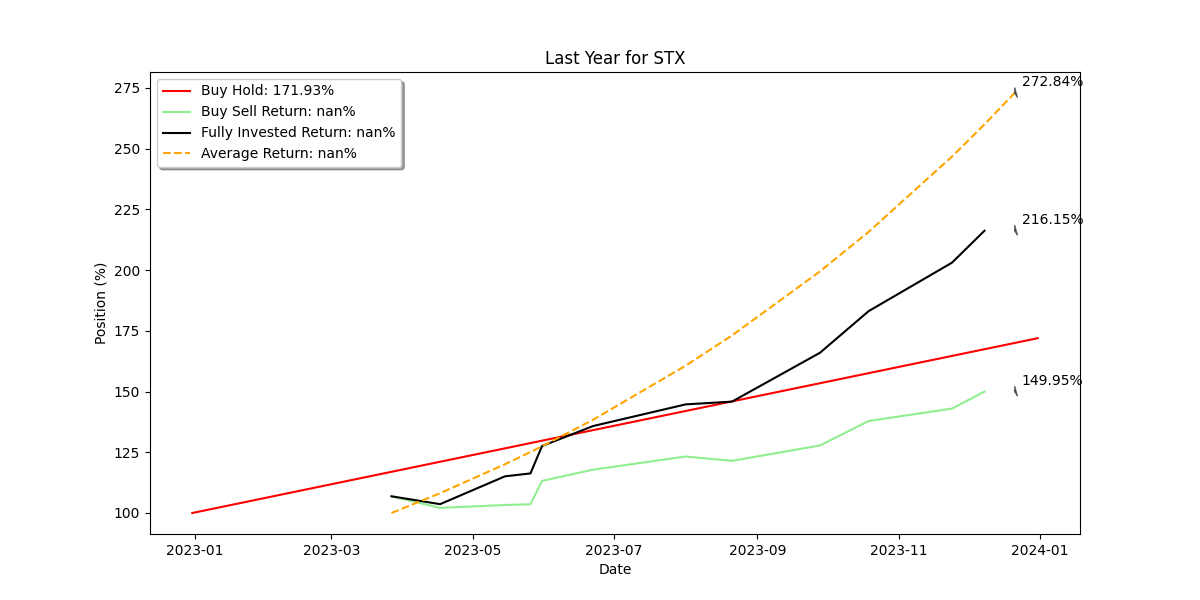 Last Year for STX
Buy Hold: 171.93%
Buy Sell Return: nan%
Fully Invested Return: nan%
Average Return: nan%
272.84%
216.15%
149.95%
Position (%)
275
250
225
200
175
150
125
100
2023-01
2023-03
2023-05
2023-07
2023-09
2023-11
2024-01
Date